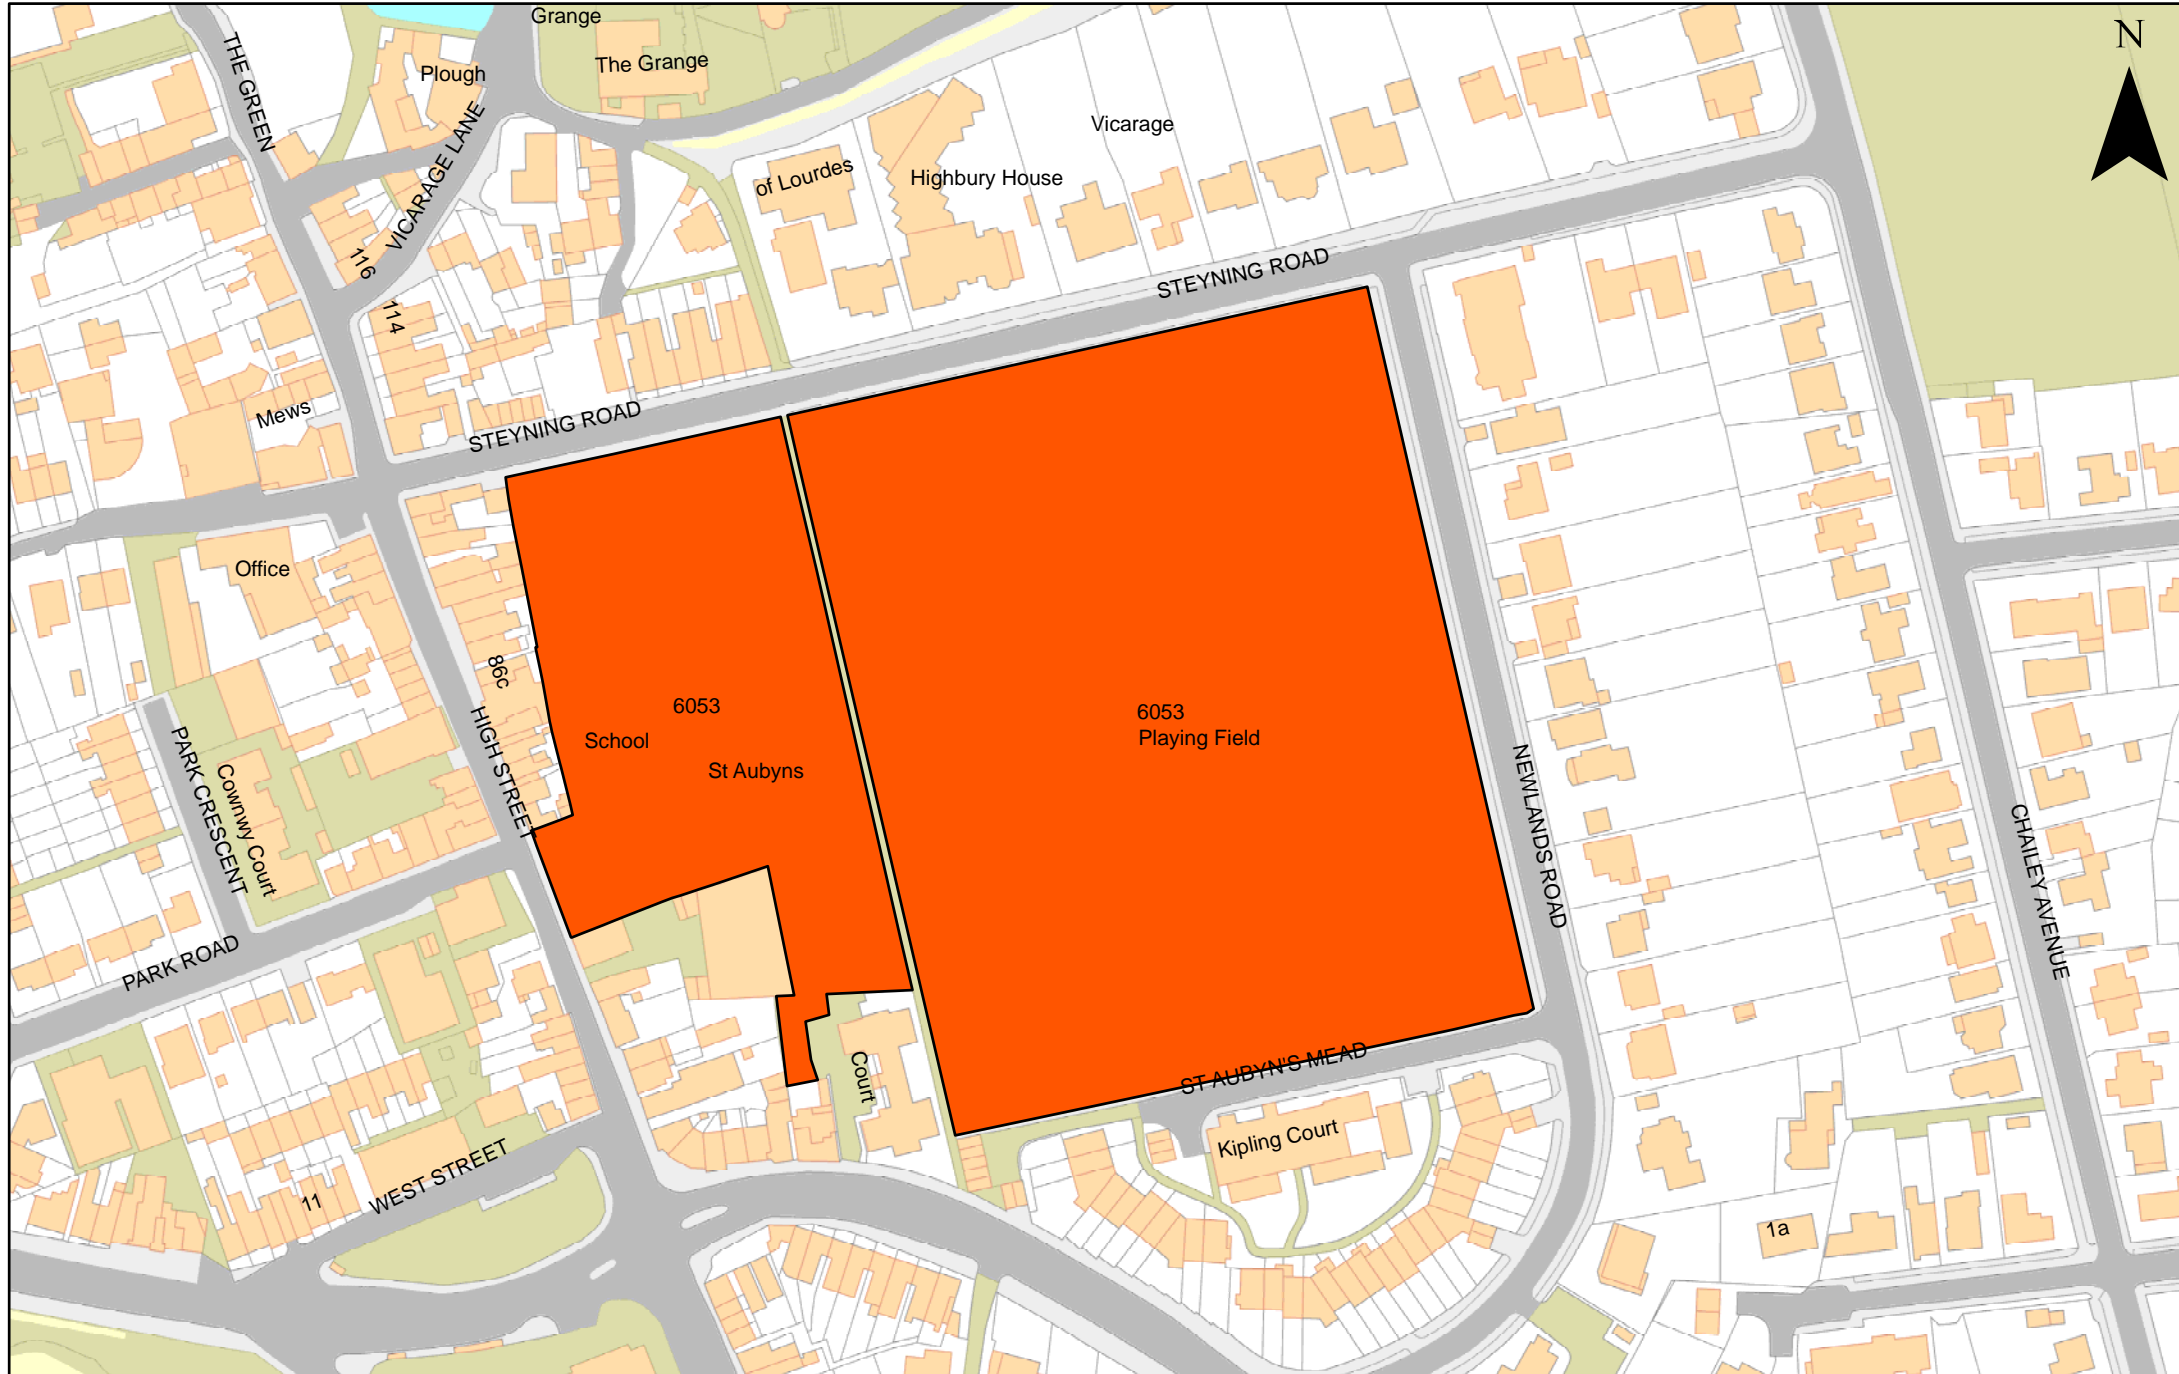 Grange
The Grange
N
THE GREEN
Plough
Vicarage
VICARAGE LANE
of Lourdes
Highbury House
116
114
STEYNING ROAD
Mews
STEYNING ROAD
Office
86c
6053
School
St Aubyns
6053
Playing Field
HIGH STREET
PARK CRESCENT
Cownwy Court
NEWLANDS ROAD
CHAILEY AVENUE
PARK ROAD
Court
ST AUBYN'S MEAD
Kipling Court
WEST STREET
11
1a